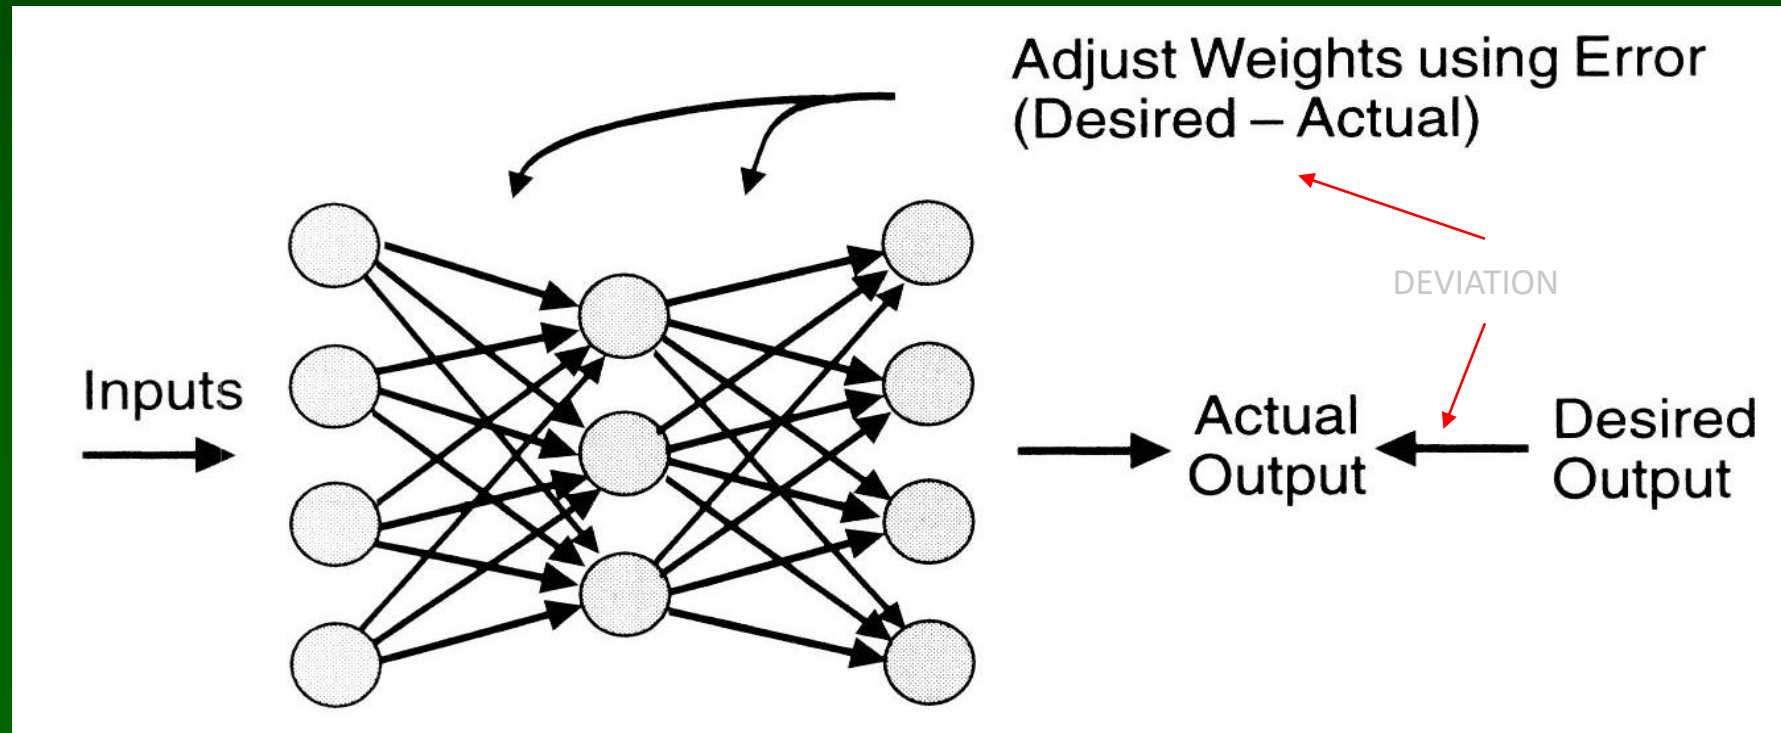 Adjust Weights using Error
(Desired – Actual)
DEVIATION
Inputs
Actual
Output
Desired
Output